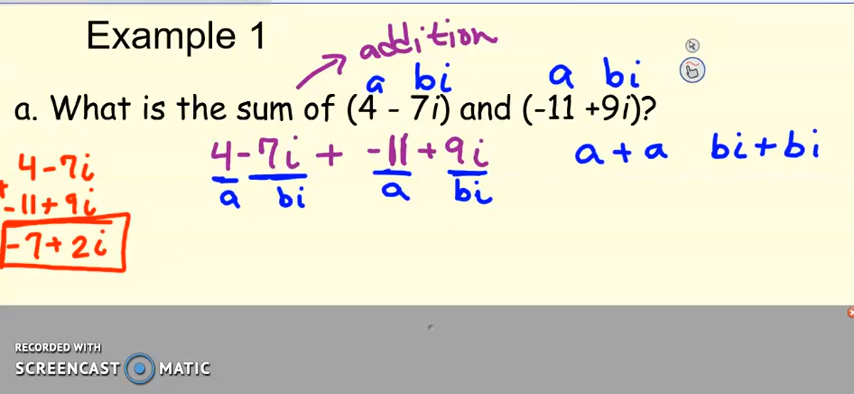 Example 1
addition
a bi a bi
a. What is the sum of (4 - 7i) and (-11 +9i)?
4-7i + -11+9i a+a bi+bi
a bi a bi
4-7i
+
-11+9i
-7+2i
RECORDED WITH
SCREENCAST MATIC